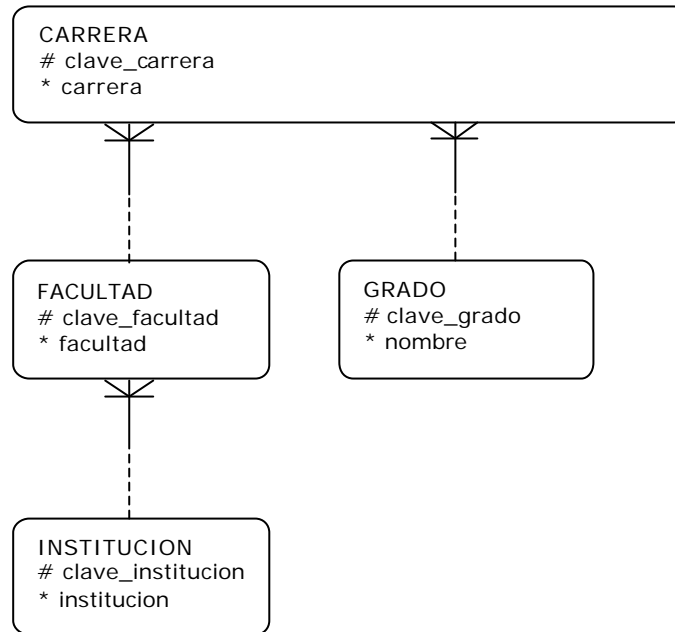 CARRERA
# clave_carrera
* carrera
FACULTAD
# clave_facultad
* facultad
GRADO
# clave_grado
* nombre
INSTITUCION
# clave_institucion
* institucion